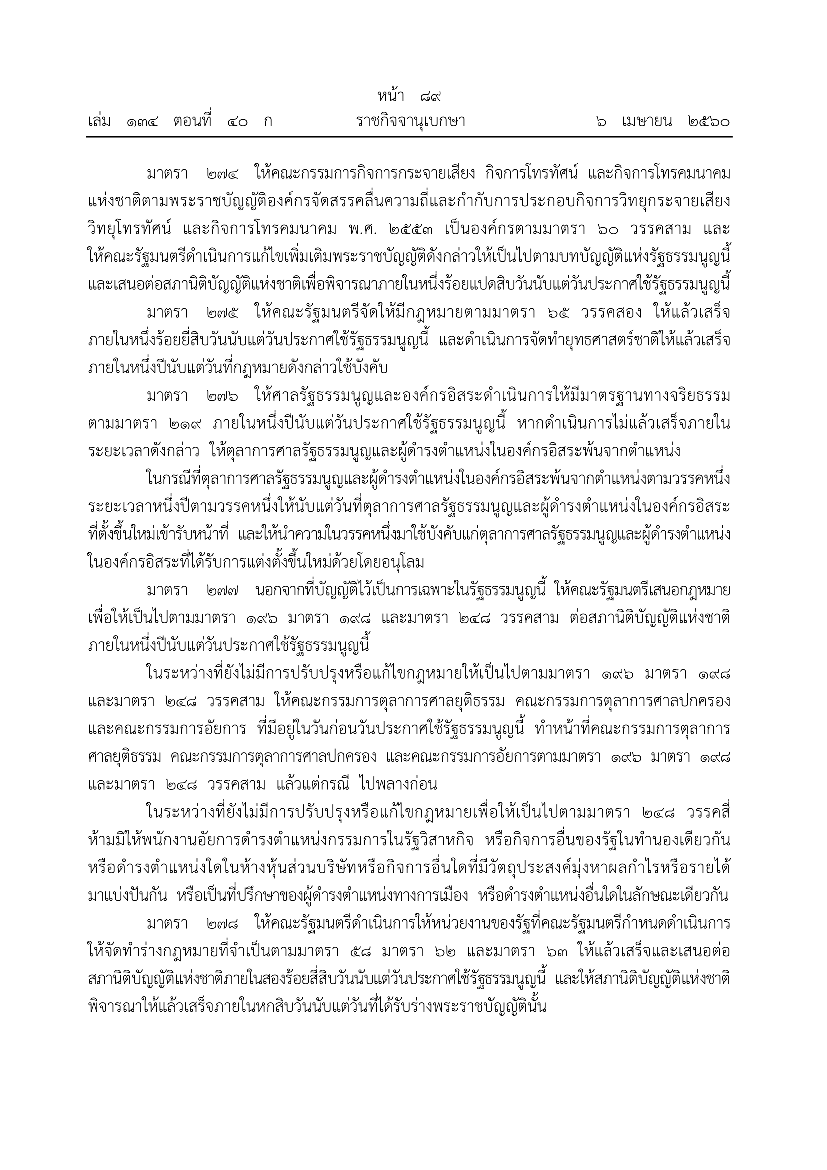 หน้า ๘๙
เล่ม ๑๓๔ ตอนที่ ๔๐ ก ราชกิจจานุเบกษา ๖ เมษายน ๒๕๖๐
มาตรา ๒๗๔ ให้คณะกรรมการกิจการกระจายเสียง กิจการโทรทัศน์ และกิจการโทรคมนาคม
แห่งชาติตามพระราชบัญญัติองค์กรจัดสรรคลื่นความถี่และกำกับการประกอบกิจการวิทยุกระจายเสียง
วิทยุโทรทัศน์ และกิจการโทรคมนาคม พ.ศ. ๒๕๕๓ เป็นองค์กรตามมาตรา ๖๐ วรรคสาม และ
ให้คณะรัฐมนตรีดำเนินการแก้ไขเพิ่มเติมพระราชบัญญัติดังกล่าวให้เป็นไปตามบทบัญญัติแห่งรัฐธรรมนูญนี้
และเสนอต่อสภานิติบัญญัติแห่งชาติเพื่อพิจารณาภายในหนึ่งร้อยแปดสิบวันนับแต่วันประกาศใช้รัฐธรรมนูญนี้
มาตรา ๒๗๕ ให้คณะรัฐมนตรีจัดให้มีกฎหมายตามมาตรา ๖๕ วรรคสอง ให้แล้วเสร็จ
ภายในหนึ่งร้อยยี่สิบวันนับแต่วันประกาศใช้รัฐธรรมนูญนี้ และดำเนินการจัดทำยุทธศาสตร์ชาติให้แล้วเสร็จ
ภายในหนึ่งปีนับแต่วันที่กฎหมายดังกล่าวใช้บังคับ
มาตรา ๒๗๖ ให้ศาลรัฐธรรมนูญและองค์กรอิสระดำเนินการให้มีมาตรฐานทางจริยธรรม
ตามมาตรา ๒๑๙ ภายในหนึ่งปีนับแต่วันประกาศใช้รัฐธรรมนูญนี้ หากดำเนินการไม่แล้วเสร็จภายใน
ระยะเวลาดังกล่าว ให้ตุลาการศาลรัฐธรรมนูญและผู้ดำรงตำแหน่งในองค์กรอิสระพ้นจากตำแหน่ง
ในกรณีที่ตุลาการศาลรัฐธรรมนูญและผู้ดำรงตำแหน่งในองค์กรอิสระพ้นจากตำแหน่งตามวรรคหนึ่ง
ระยะเวลาหนึ่งปีตามวรรคหนึ่งให้นับแต่วันที่ตุลาการศาลรัฐธรรมนูญและผู้ดำรงตำแหน่งในองค์กรอิสระ
ที่ตั้งขึ้นใหม่เข้ารับหน้าที่ และให้นำความในวรรคหนึ่งมาใช้บังคับแก่ตุลาการศาลรัฐธรรมนูญและผู้ดำรงตำแหน่ง
ในองค์กรอิสระที่ได้รับการแต่งตั้งขึ้นใหม่ด้วยโดยอนุโลม
มาตรา ๒๗๗ นอกจากที่บัญญัติไว้เป็นการเฉพาะในรัฐธรรมนูญนี้ ให้คณะรัฐมนตรีเสนอกฎหมาย
เพื่อให้เป็นไปตามมาตรา ๑๙๖ มาตรา ๑๙๘ และมาตรา ๒๔๘ วรรคสาม ต่อสภานิติบัญญัติแห่งชาติ
ภายในหนึ่งปีนับแต่วันประกาศใช้รัฐธรรมนูญนี้
ในระหว่างที่ยังไม่มีการปรับปรุงหรือแก้ไขกฎหมายให้เป็นไปตามมาตรา ๑๙๖ มาตรา ๑๙๘
และมาตรา ๒๔๘ วรรคสาม ให้คณะกรรมการตุลาการศาลยุติธรรม คณะกรรมการตุลาการศาลปกครอง
และคณะกรรมการอัยการ ที่มีอยู่ในวันก่อนวันประกาศใช้รัฐธรรมนูญนี้ ทำหน้าที่คณะกรรมการตุลาการ
ศาลยุติธรรม คณะกรรมการตุลาการศาลปกครอง และคณะกรรมการอัยการตามมาตรา ๑๙๖ มาตรา ๑๙๘
และมาตรา ๒๔๘ วรรคสาม แล้วแต่กรณี ไปพลางก่อน
ในระหว่างที่ยังไม่มีการปรับปรุงหรือแก้ไขกฎหมายเพื่อให้เป็นไปตามมาตรา ๒๔๘ วรรคสี่
ห้ามมิให้พนักงานอัยการดำรงตำแหน่งกรรมการในรัฐวิสาหกิจ หรือกิจการอื่นของรัฐในทำนองเดียวกัน
หรือดำรงตำแหน่งใดในห้างหุ้นส่วนบริษัทหรือกิจการอื่นใดที่มีวัตถุประสงค์มุ่งหาผลกำไรหรือรายได้
มาแบ่งปันกัน หรือเป็นที่ปรึกษาของผู้ดำรงตำแหน่งทางการเมือง หรือดำรงตำแหน่งอื่นใดในลักษณะเดียวกัน
มาตรา ๒๗๘ ให้คณะรัฐมนตรีดำเนินการให้หน่วยงานของรัฐที่คณะรัฐมนตรีกำหนดดำเนินการ
ให้จัดทำร่างกฎหมายที่จำเป็นตามมาตรา ๕๘ มาตรา ๖๒ และมาตรา ๖๓ ให้แล้วเสร็จและเสนอต่อ
สภานิติบัญญัติแห่งชาติภายในสองร้อยสี่สิบวันนับแต่วันประกาศใช้รัฐธรรมนูญนี้ และให้สภานิติบัญญัติแห่งชาติ
พิจารณาให้แล้วเสร็จภายในหกสิบวันนับแต่วันที่ได้รับร่างพระราชบัญญัตินั้น